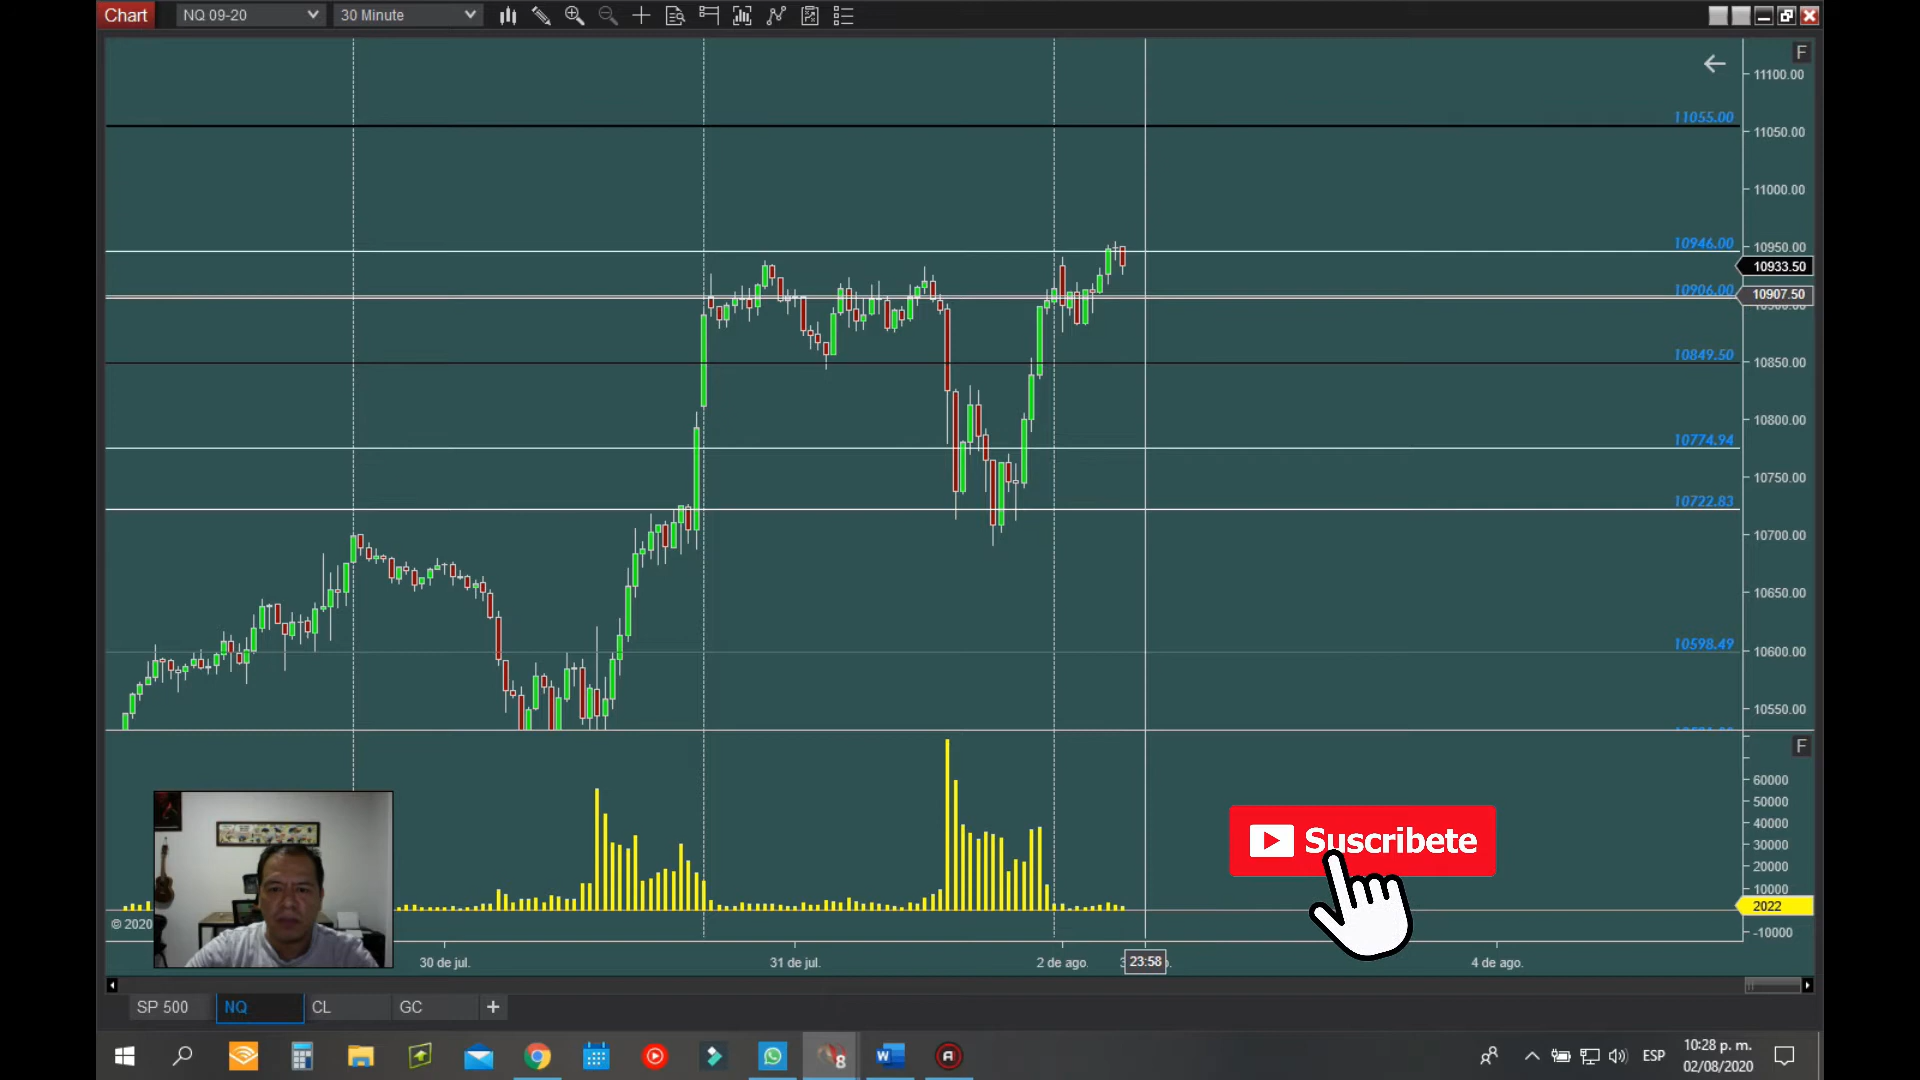 Chart
NQ 09-20
30 Minute
F
11100.00
11055.00
11050.00
11000.00
10946.00
10950.00
10933.50
10906.00
10907.50
10849.50
10850.00
10800.00
10774.94
10750.00
10722.83
10700.00
10650.00
10598.49
10600.00
10550.00
F
60000
50000
40000
30000
20000
10000
2022
-10000
Suscribete
© 2020
30 de jul.
31 de jul.
2 de ago.
23:58
4 de ago.
SP 500
NQ
CL
GC
8
W
A
ESP
10:28 p. m.
02/08/2020